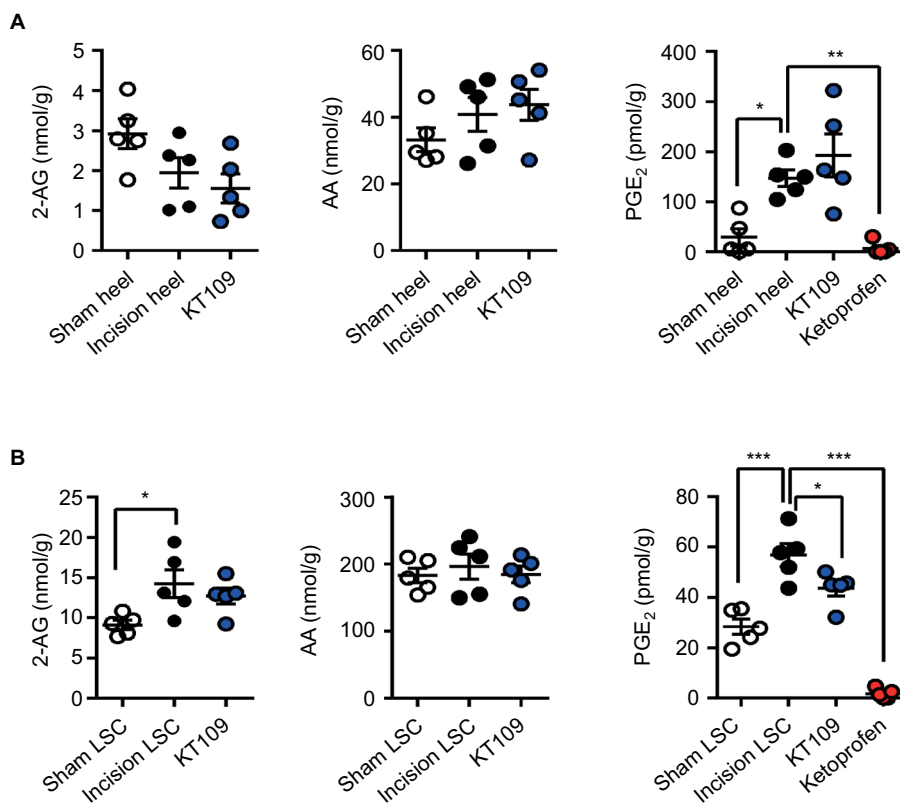 A
2-AG (nmol/g)
5
4
3
2
1
0
Sham heel
Incision heel
KT109
AA (nmol/g)
60
40
20
0
Sham heel
Incision heel
KT109
PGE₂ (pmol/g)
400
300
200
100
0
*
**
Sham heel
Incision heel
KT109
Ketoprofen
B
2-AG (nmol/g)
25
20
15
10
5
0
*
Sham LSC
Incision LSC
KT109
AA (nmol/g)
300
200
100
0
Sham LSC
Incision LSC
KT109
PGE₂ (pmol/g)
80
60
40
20
0
***
***
*
Sham LSC
Incision LSC
KT109
Ketoprofen